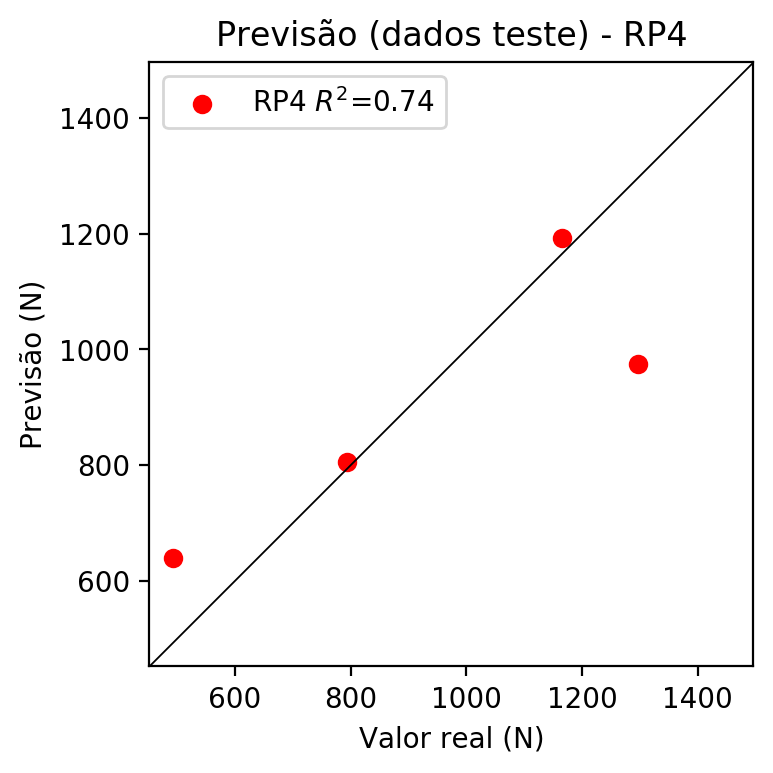 Previsão (dados teste) - RP4
RP4 R²=0.74
1400
1200
1000
800
600
Previsão (N)
600 800 1000 1200 1400
Valor real (N)